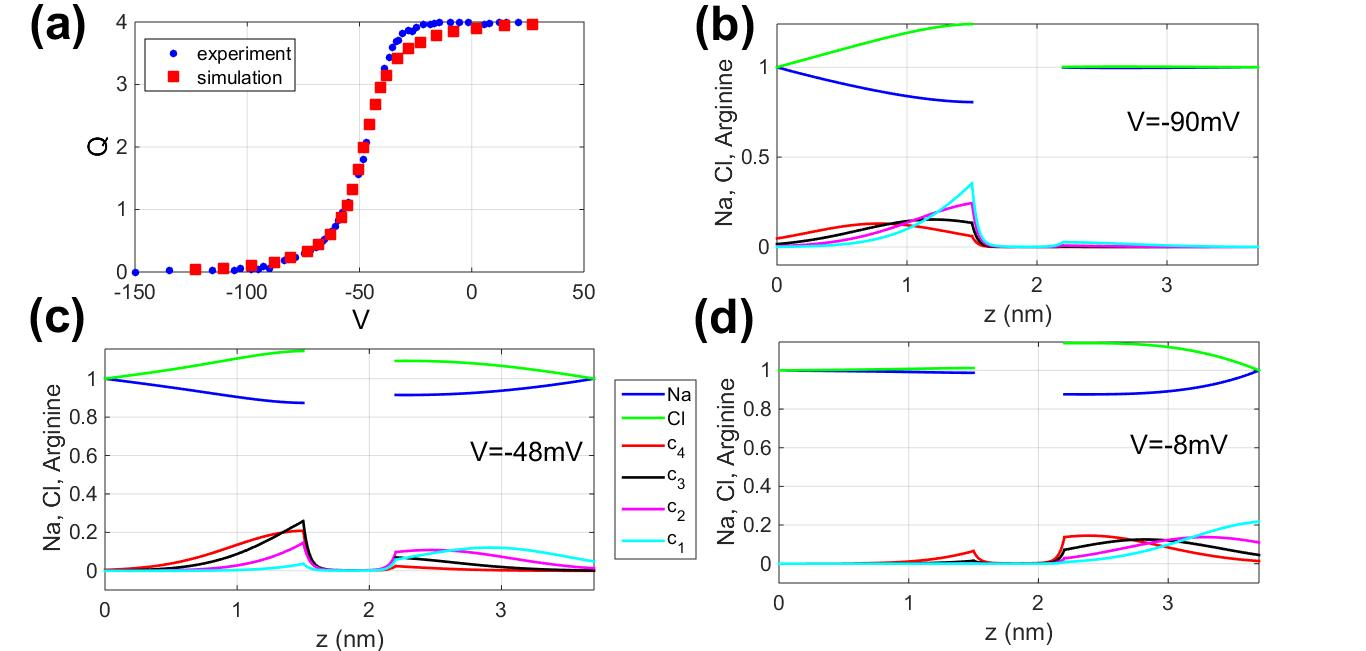 (a)
4
3
2
1
0
Q
experiment
simulation
-150 -100 -50 0 50
V
(b)
1
0.5
0
Na, Cl, Arginine
V=-90mV
0 1 2 3
z (nm)
(c)
1
0.8
0.6
0.4
0.2
0
Na, Cl, Arginine
V=-48mV
0 1 2 3
z (nm)
Na
Cl
c4
c3
c2
c1
(d)
1
0.8
0.6
0.4
0.2
0
Na, Cl, Arginine
V=-8mV
0 1 2 3
z (nm)